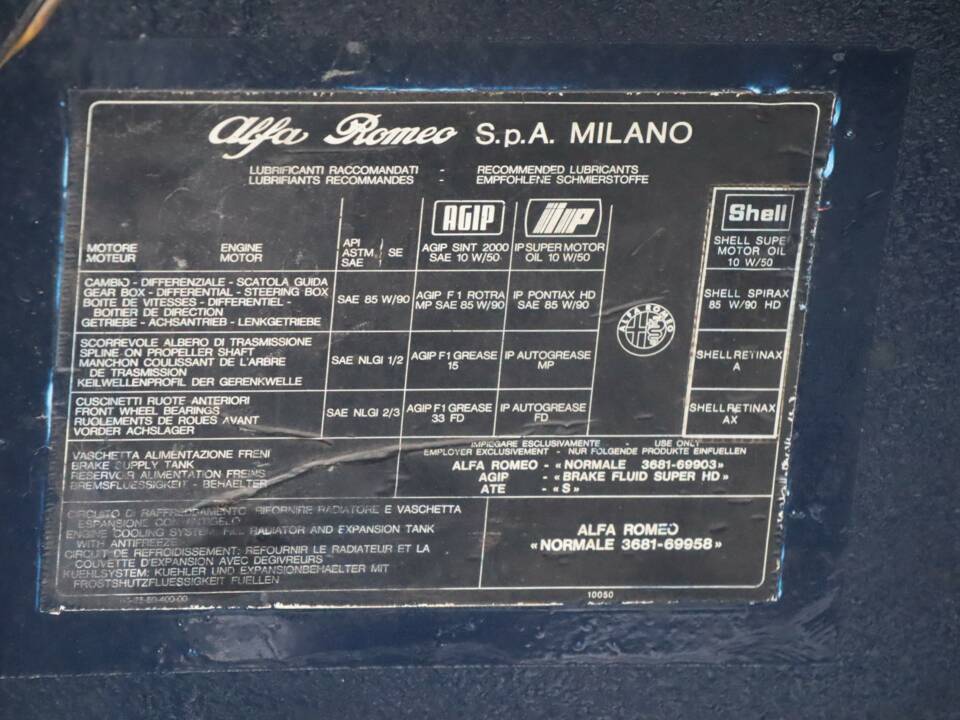 Alfa Romeo S.p.A. MILANO
LUBRIFICANTI RACCOMANDATI - RECOMMENDED LUBRICANTS
LUBRIFIANTS RECOMMANDES - EMPFOHLENE SCHMIERSTOFFE
MOTORE ENGINE
MOTEUR MOTOR
API
ASTM SE
SAE
AGIP
AGIP SINT 2000
SAE 10 W/50
IP
IP SUPER MOTOR
OIL 10 W/50
Shell
SHELL SUPE
MOTOR OIL
10 W/50
CAMBIO - DIFFERENZIALE - SCATOLA GUIDA
GEAR BOX - DIFFERENTIAL - STEERING BOX
BOITE DE VITESSES - DIFFERENTIEL -
BOITIER DE DIRECTION
GETRIEBE - ACHSANTRIEB - LENKGETRIEBE
SAE 85 W/90
AGIP F 1 ROTRA
MP SAE 85 W/90
IP PONTIAX HD
SAE 85 W/90
ALFA ROMEO
SHELL SPIRAX
85 W/90 HD
SCORREVOLE ALBERO DI TRASMISSIONE
SPLINE ON PROPELLER SHAFT
MANCHON COULISSANT DE L'ARBRE
DE TRASMISSION
KEILWELLENPROFIL DER GERENKWELLE
SAE NLGI 1/2
AGIP F1 GREASE
15
IP AUTOGREASE
MP
SHELL RETINAX
A
CUSCINETTI RUOTE ANTERIORI
FRONT WHEEL BEARINGS
RUOLEMENTS DE ROUES AVANT
VORDER ACHSLAGER
SAE NLGI 2/3
AGIP F1 GREASE
33 FD
IP AUTOGREASE
FD
SHELL RETINAX
AX
VASCHETTA ALIMENTAZIONE FRENI
BRAKE SUPPLY TANK
RESERVOIR ALIMENTATION FREINS
BREMSFLUESSIGKEIT - BEHAELTER
IMPIEGARE ESCLUSIVAMENTE - USE ONLY
EMPLOYER EXCLUSIVEMENT - NUR FOLGENDE PRODUKTE EINFUELLEN
ALFA ROMEO - «NORMALE 3681-69903»
AGIP - «BRAKE FLUID SUPER HD»
ATE - «S»
CIRCUITO DI RAFFREDDAMENTO RIFORNIRE RADIATORE E VASCHETTA
ESPANSIONE CON ANTIGELO
ENGINE COOLING SYSTEM FILL RADIATOR AND EXPANSION TANK
WITH ANTIFREEZE
CIRCUIT DE REFROIDISSEMENT: REFOURNIR LE RADIATEUR ET LA
COUVETTE D'EXPANSION AVEC DEGIVREURS
KUEHLSYSTEM: KUEHLER UND EXPANSIONBEHAELTER MIT
FROSTSHUTZFLUESSIGKEIT FUELLEN
ALFA ROMEO
«NORMALE 3681-69958»
10050